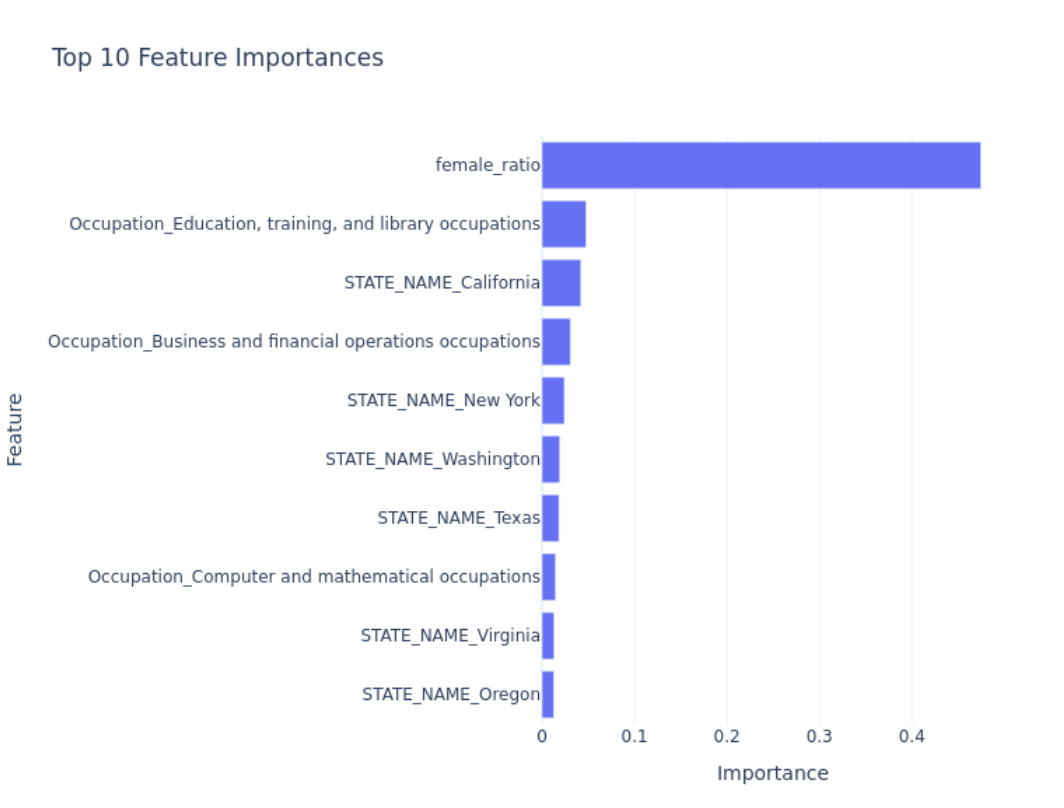 Top 10 Feature Importances
female_ratio
Occupation_Education, training, and library occupations
STATE_NAME_California
Occupation_Business and financial operations occupations
STATE_NAME_New York
STATE_NAME_Washington
STATE_NAME_Texas
Occupation_Computer and mathematical occupations
STATE_NAME_Virginia
STATE_NAME_Oregon
Feature
0 0.1 0.2 0.3 0.4
Importance